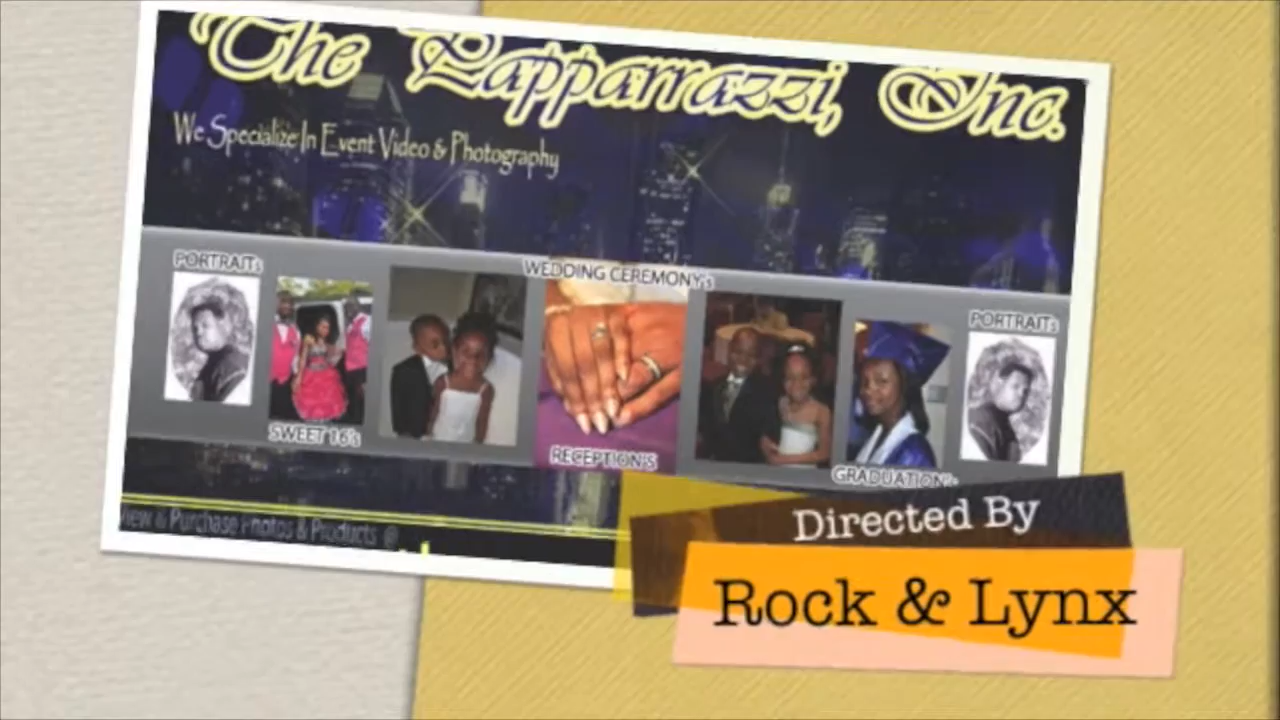 The Papparrazzi, Inc.
We Specialize In Event Video & Photography
PORTRAITs
WEDDING CEREMONY's
PORTRAITs
SWEET 16's
RECEPTION'S
GRADUATION's
View & Purchase Photos & Products @
Directed By
Rock & Lynx